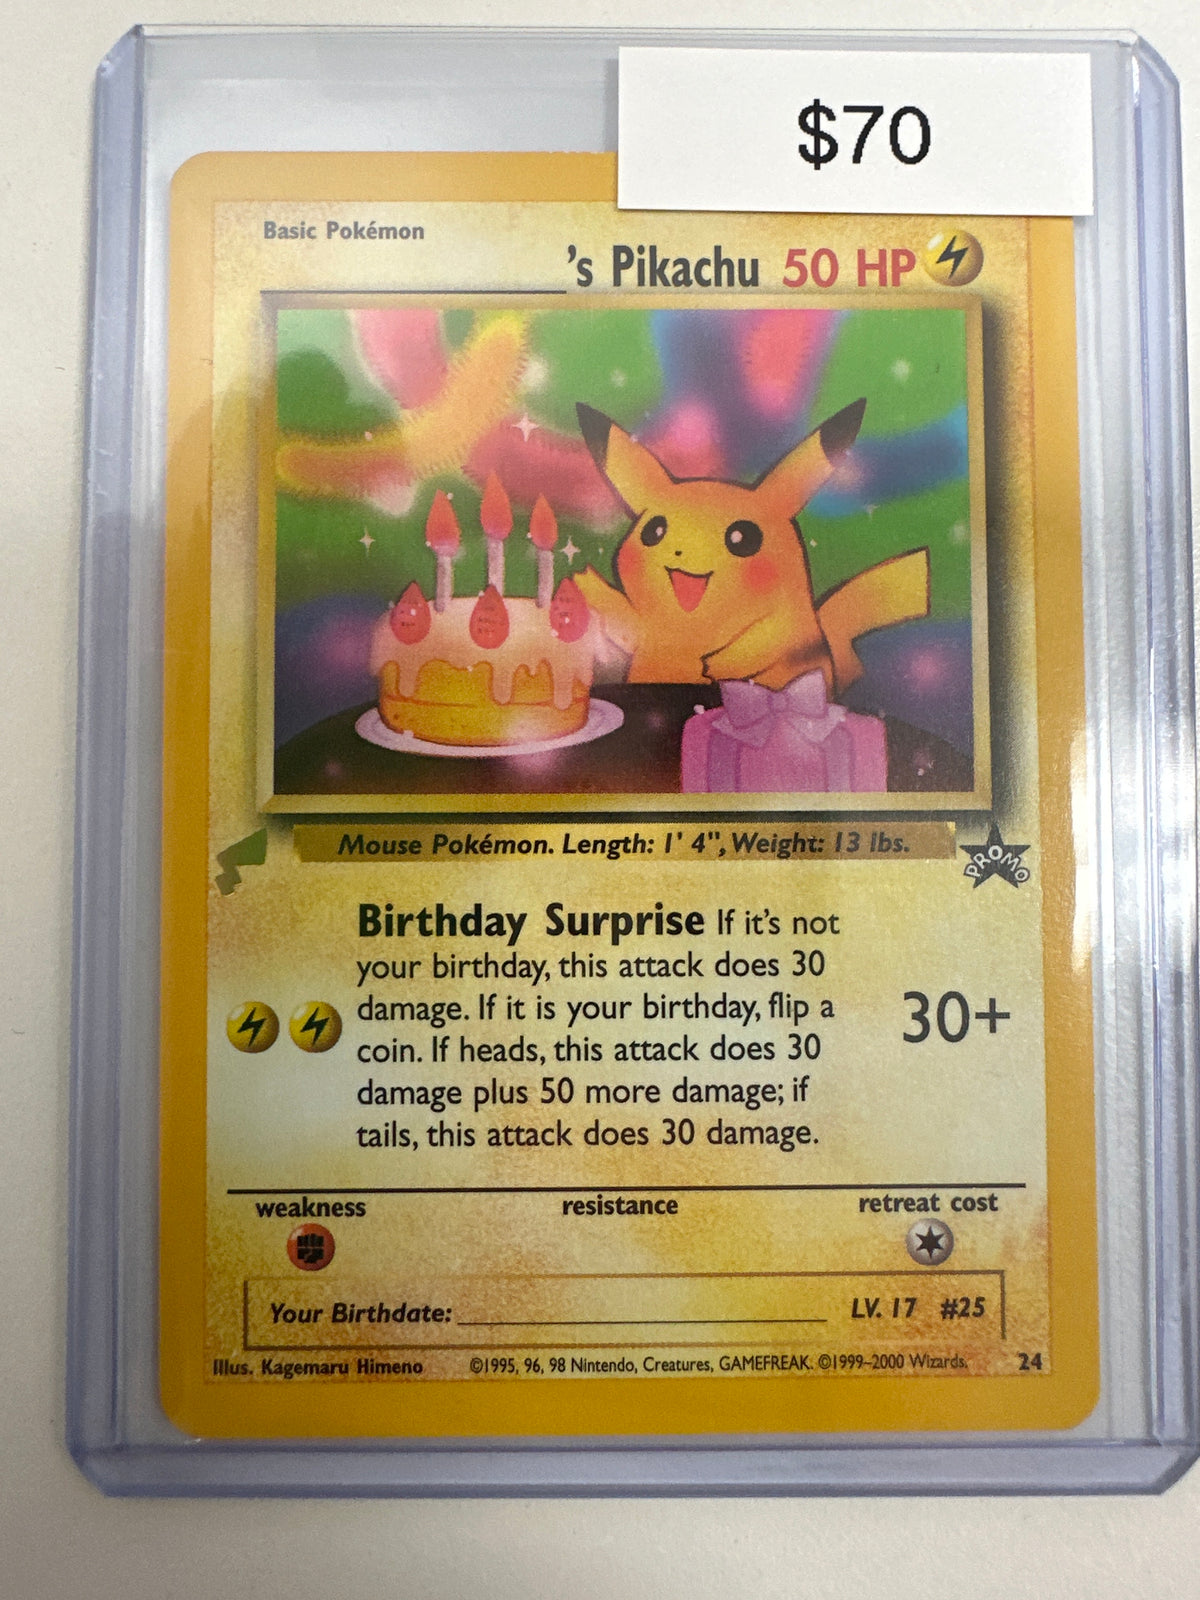 $70
Basic Pokémon
’s Pikachu 50 HP
Mouse Pokémon. Length: 1' 4", Weight: 13 lbs.
PROMO
Birthday Surprise If it’s not
your birthday, this attack does 30
damage. If it is your birthday, flip a
coin. If heads, this attack does 30
damage plus 50 more damage; if
tails, this attack does 30 damage.
30+
weakness resistance retreat cost
Your Birthdate: LV. 17 #25
Illus. Kagemaru Himeno ©1995, 96, 98 Nintendo, Creatures, GAMEFREAK. ©1999–2000 Wizards. 24